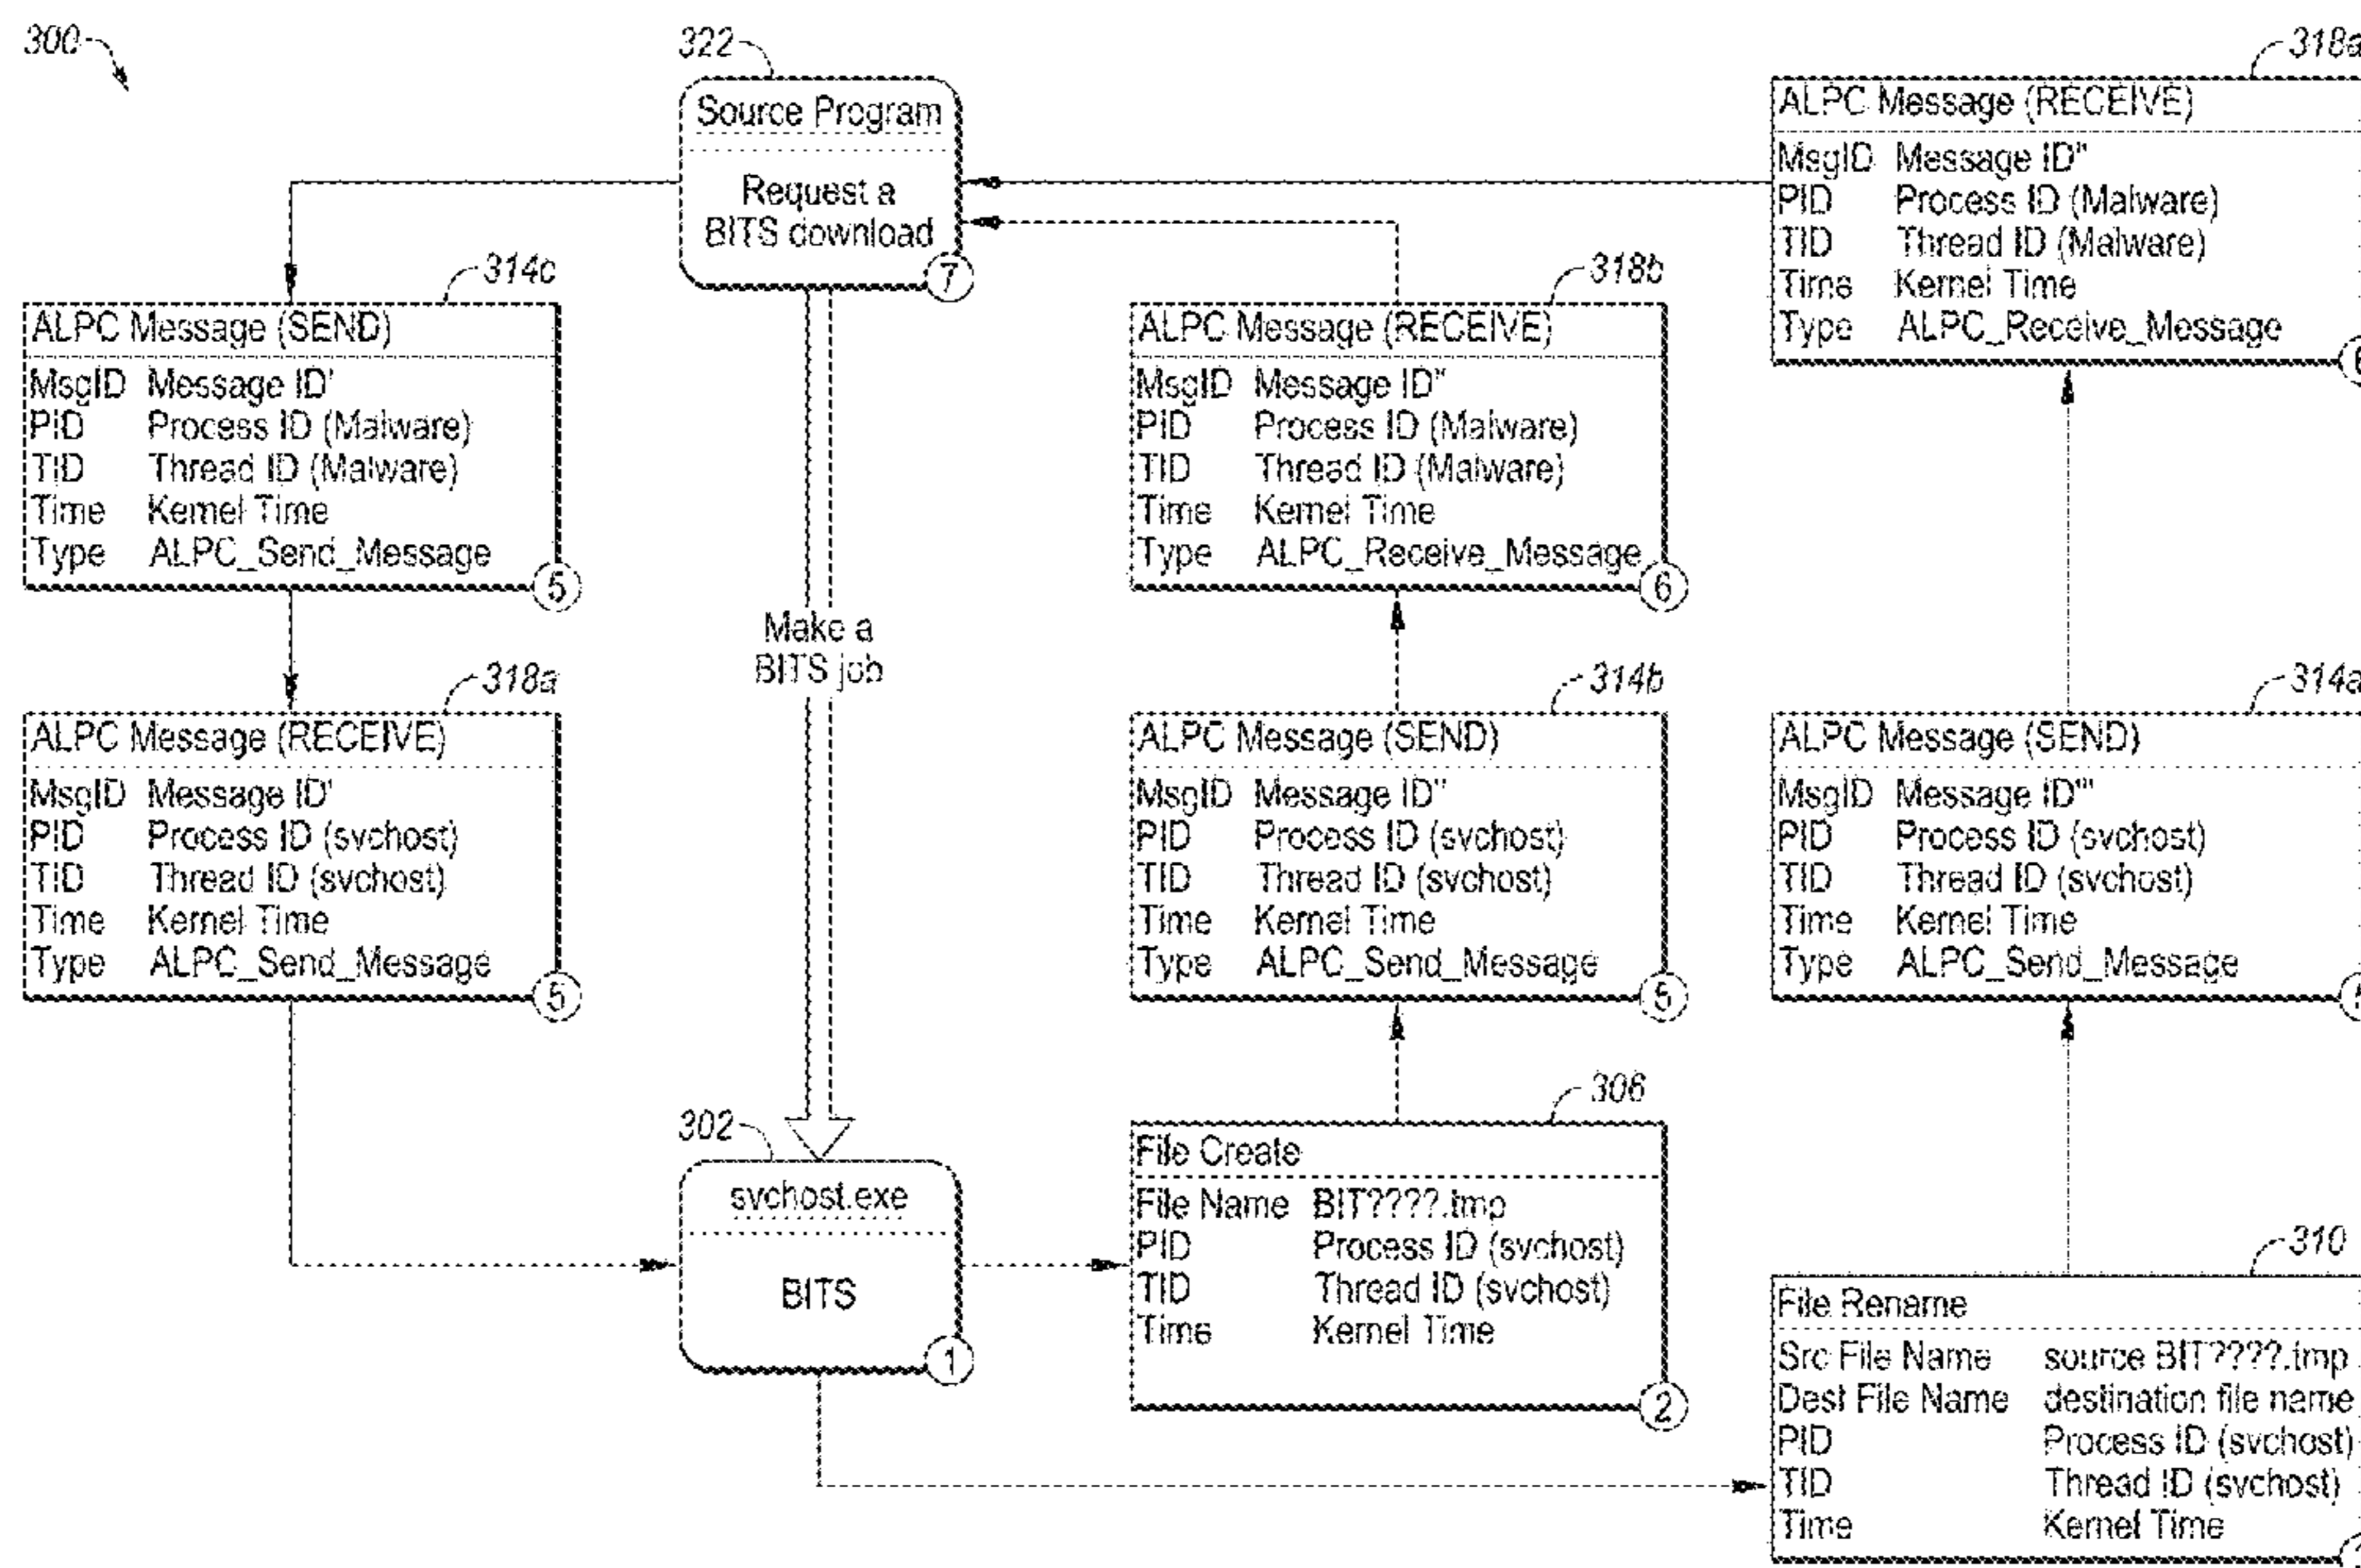 300
322
Source Program
Request a
BITS download
7
318a
ALPC Message (RECEIVE)
MsgID Message ID"
PID Process ID (Malware)
TID Thread ID (Malware)
Time Kernel Time
Type ALPC_Receive_Message
314c
ALPC Message (SEND)
MsgID Message ID'
PID Process ID (Malware)
TID Thread ID (Malware)
Time Kernel Time
Type ALPC_Send_Message
5
318b
ALPC Message (RECEIVE)
MsgID Message ID"
PID Process ID (Malware)
TID Thread ID (Malware)
Time Kernel Time
Type ALPC_Receive_Message
6
Make a
BITS job
318a
ALPC Message (RECEIVE)
MsgID Message ID'
PID Process ID (svchost)
TID Thread ID (svchost)
Time Kernel Time
Type ALPC_Send_Message
5
314b
ALPC Message (SEND)
MsgID Message ID"
PID Process ID (svchost)
TID Thread ID (svchost)
Time Kernel Time
Type ALPC_Send_Message
5
314a
ALPC Message (SEND)
MsgID Message ID'"
PID Process ID (svchost)
TID Thread ID (svchost)
Time Kernel Time
Type ALPC_Send_Message
302
svchost.exe
BITS
1
306
File Create
File Name BIT????.tmp
PID Process ID (svchost)
TID Thread ID (svchost)
Time Kernel Time
2
310
File Rename
Src File Name source BIT????.tmp
Dest File Name destination file name
PID Process ID (svchost)
TID Thread ID (svchost)
Time Kernel Time